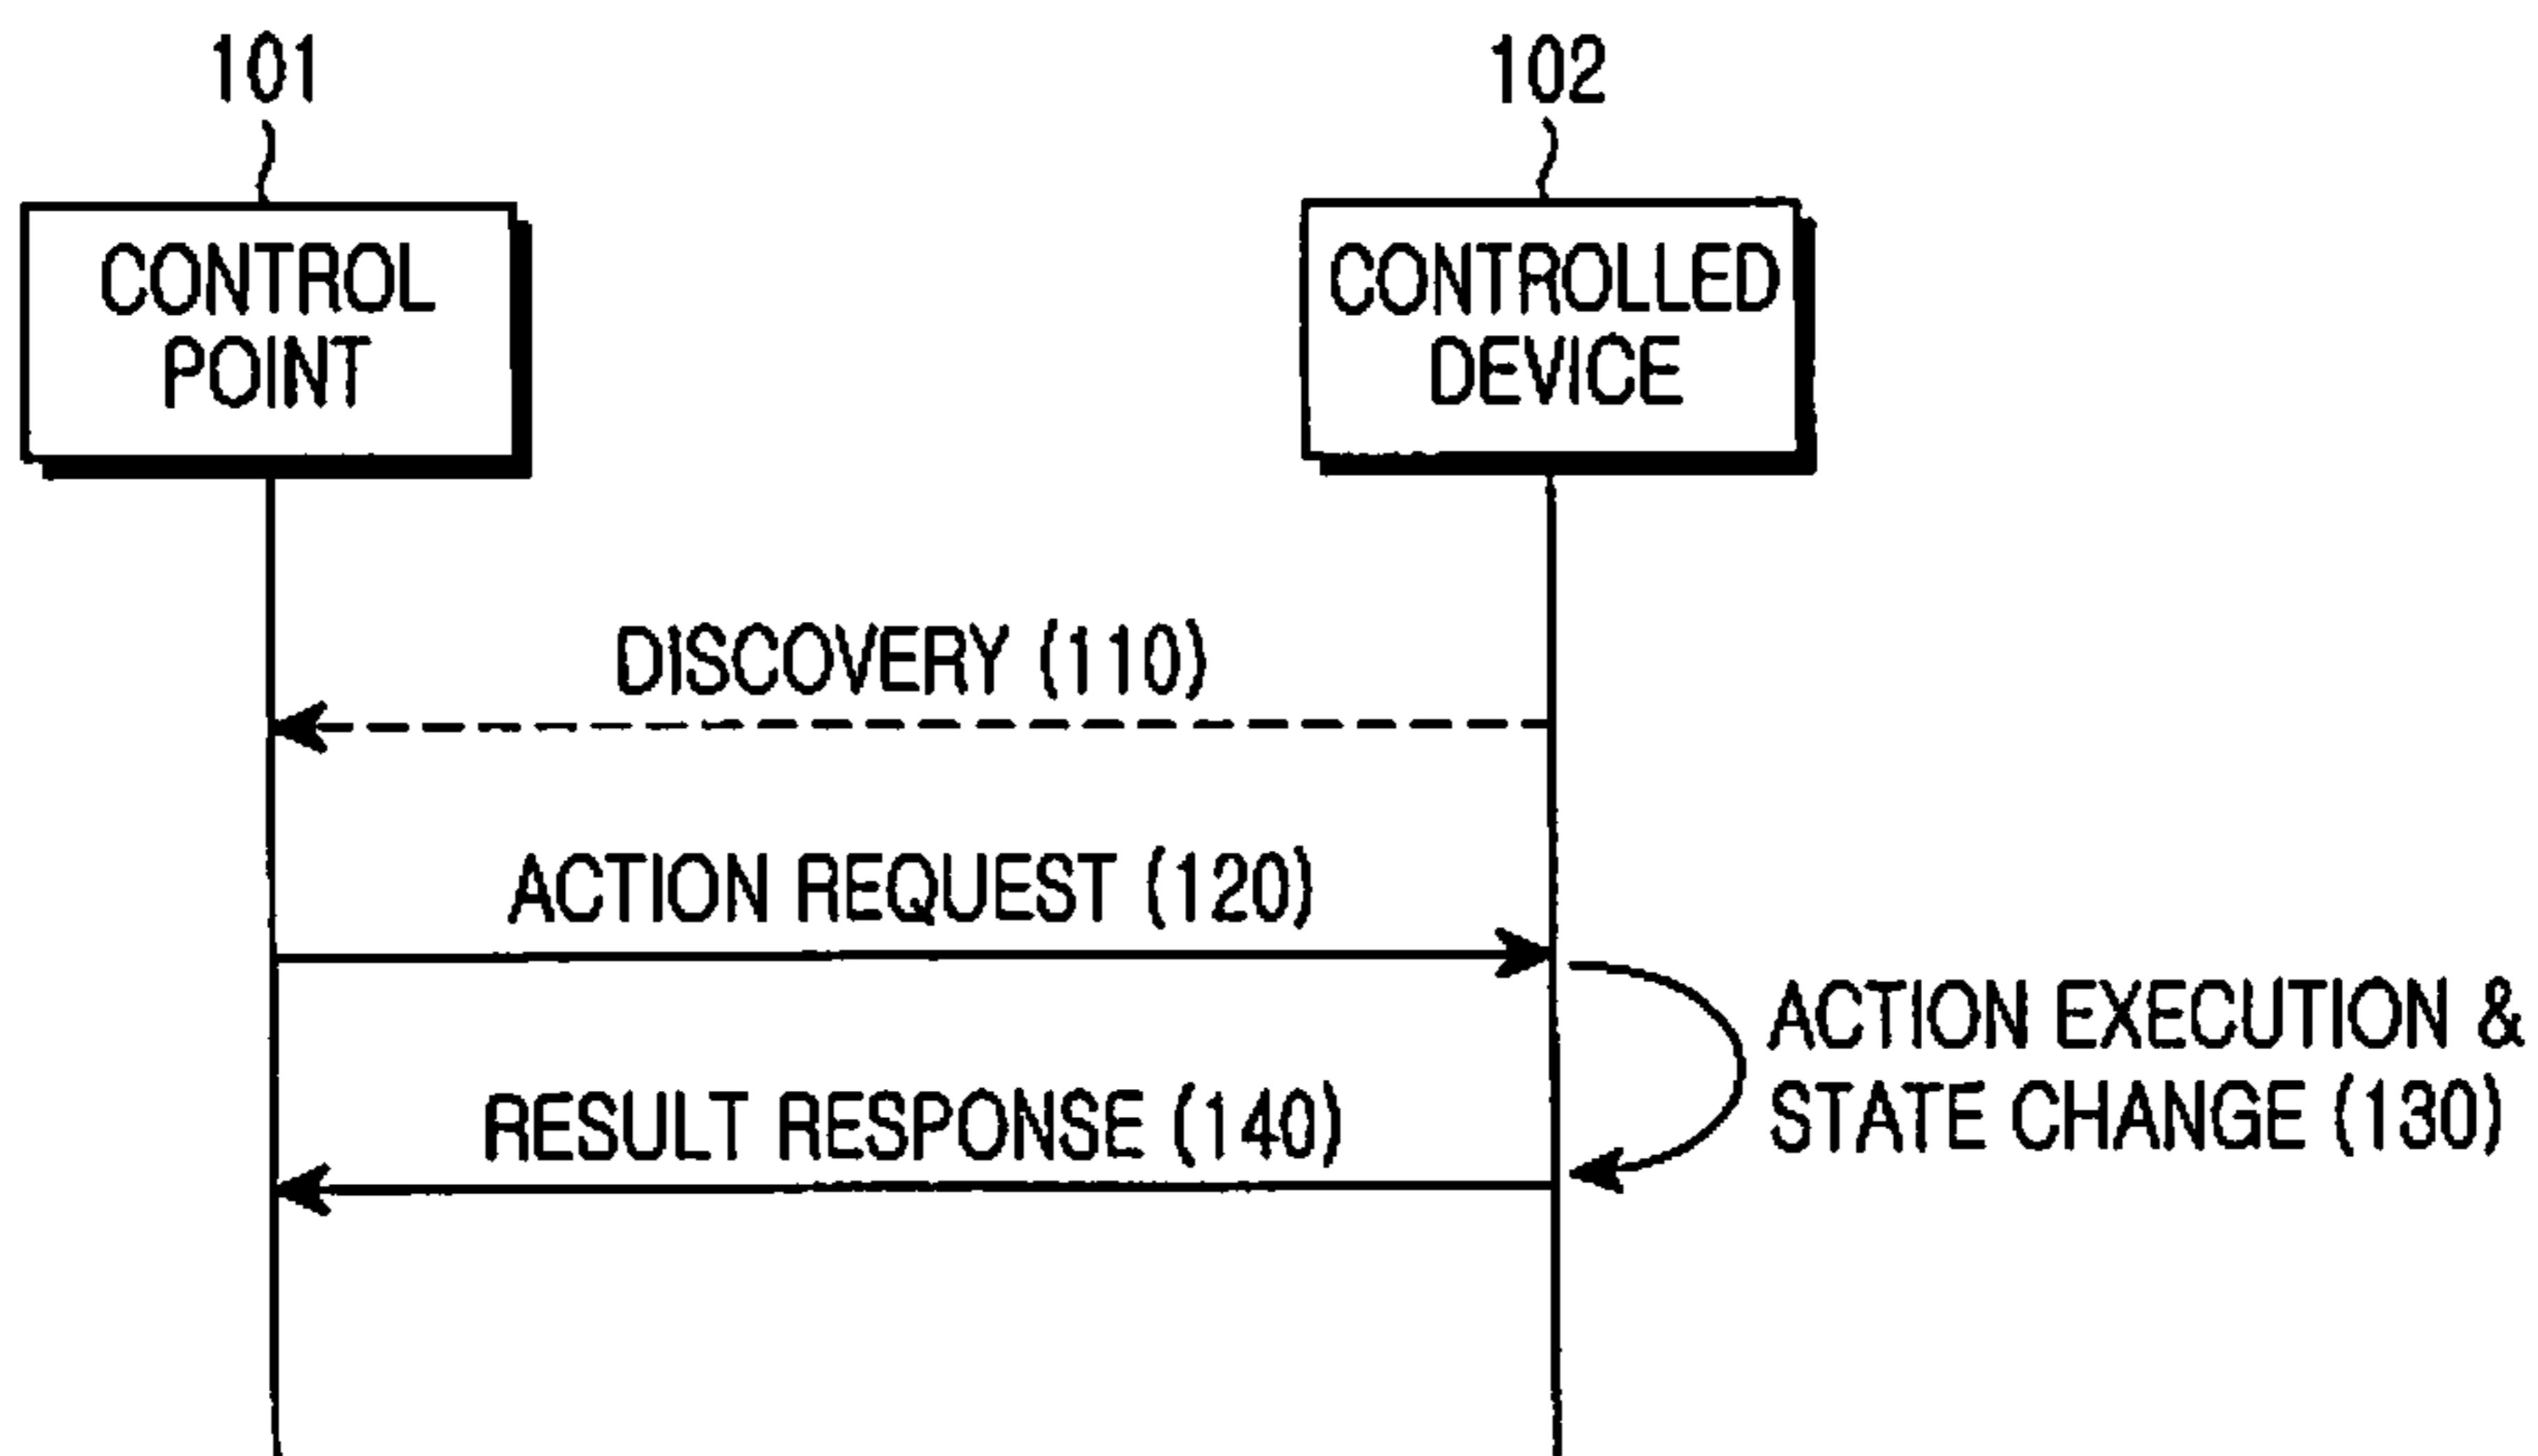 101
102
CONTROL
POINT
CONTROLLED
DEVICE
DISCOVERY (110)
ACTION REQUEST (120)
ACTION EXECUTION &
STATE CHANGE (130)
RESULT RESPONSE (140)